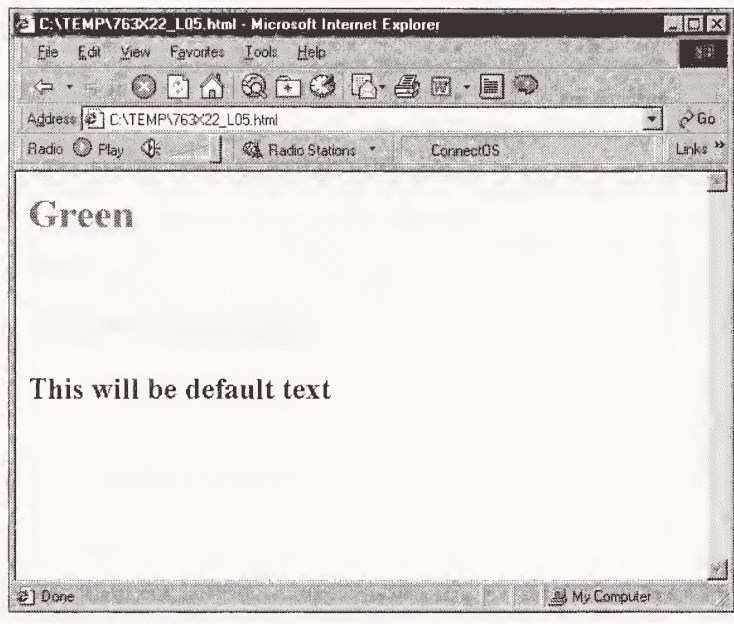 C:\TEMP\763X22_L05.html - Microsoft Internet Explorer
File Edit View Favorites Tools Help
Address C:\TEMP\763X22_L05.html Go
Radio Play Radio Stations ConnectOS Links »
Green
This will be default text
Done My Computer